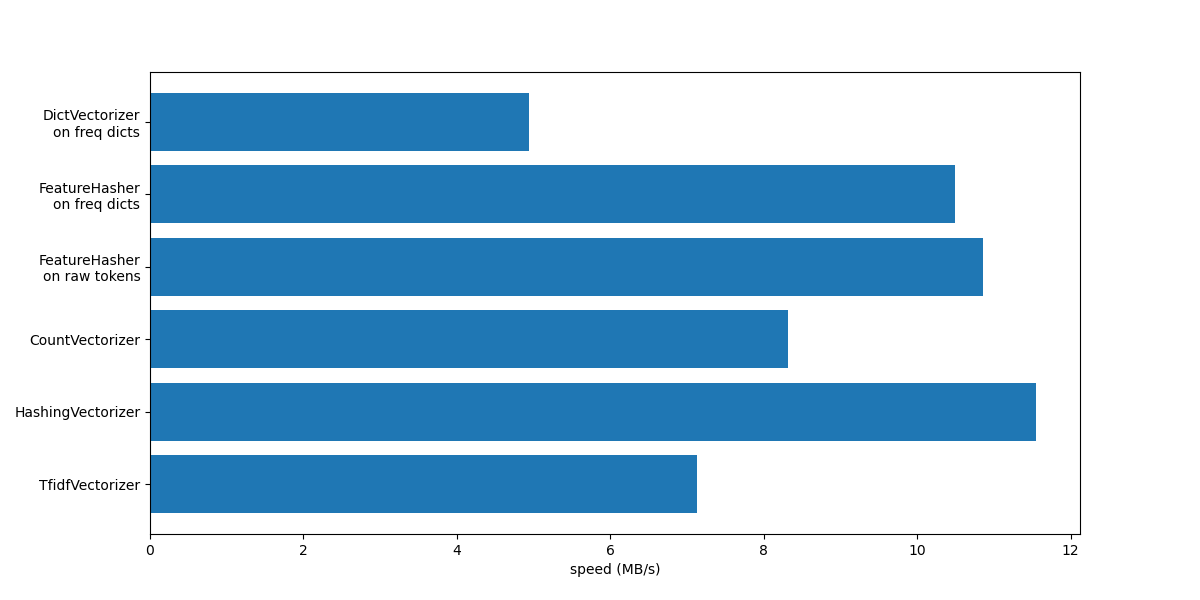 DictVectorizer
on freq dicts
FeatureHasher
on freq dicts
FeatureHasher
on raw tokens
CountVectorizer
HashingVectorizer
TfidfVectorizer
0 2 4 6 8 10 12
speed (MB/s)